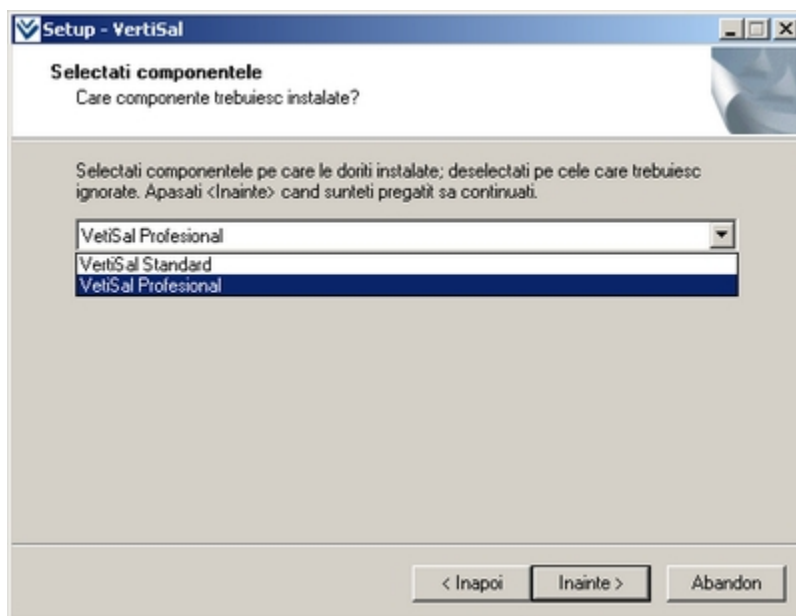 Setup - VertiSal
Selectati componentele
Care componente trebuiesc instalate?
Selectati componentele pe care le doriti instalate; deselectati pe cele care trebuiesc
ignorate. Apasati <Inainte> cand sunteti pregatit sa continuati.
VetiSal Profesional
VertiSal Standard
VetiSal Profesional
< Inapoi
Inainte >
Abandon